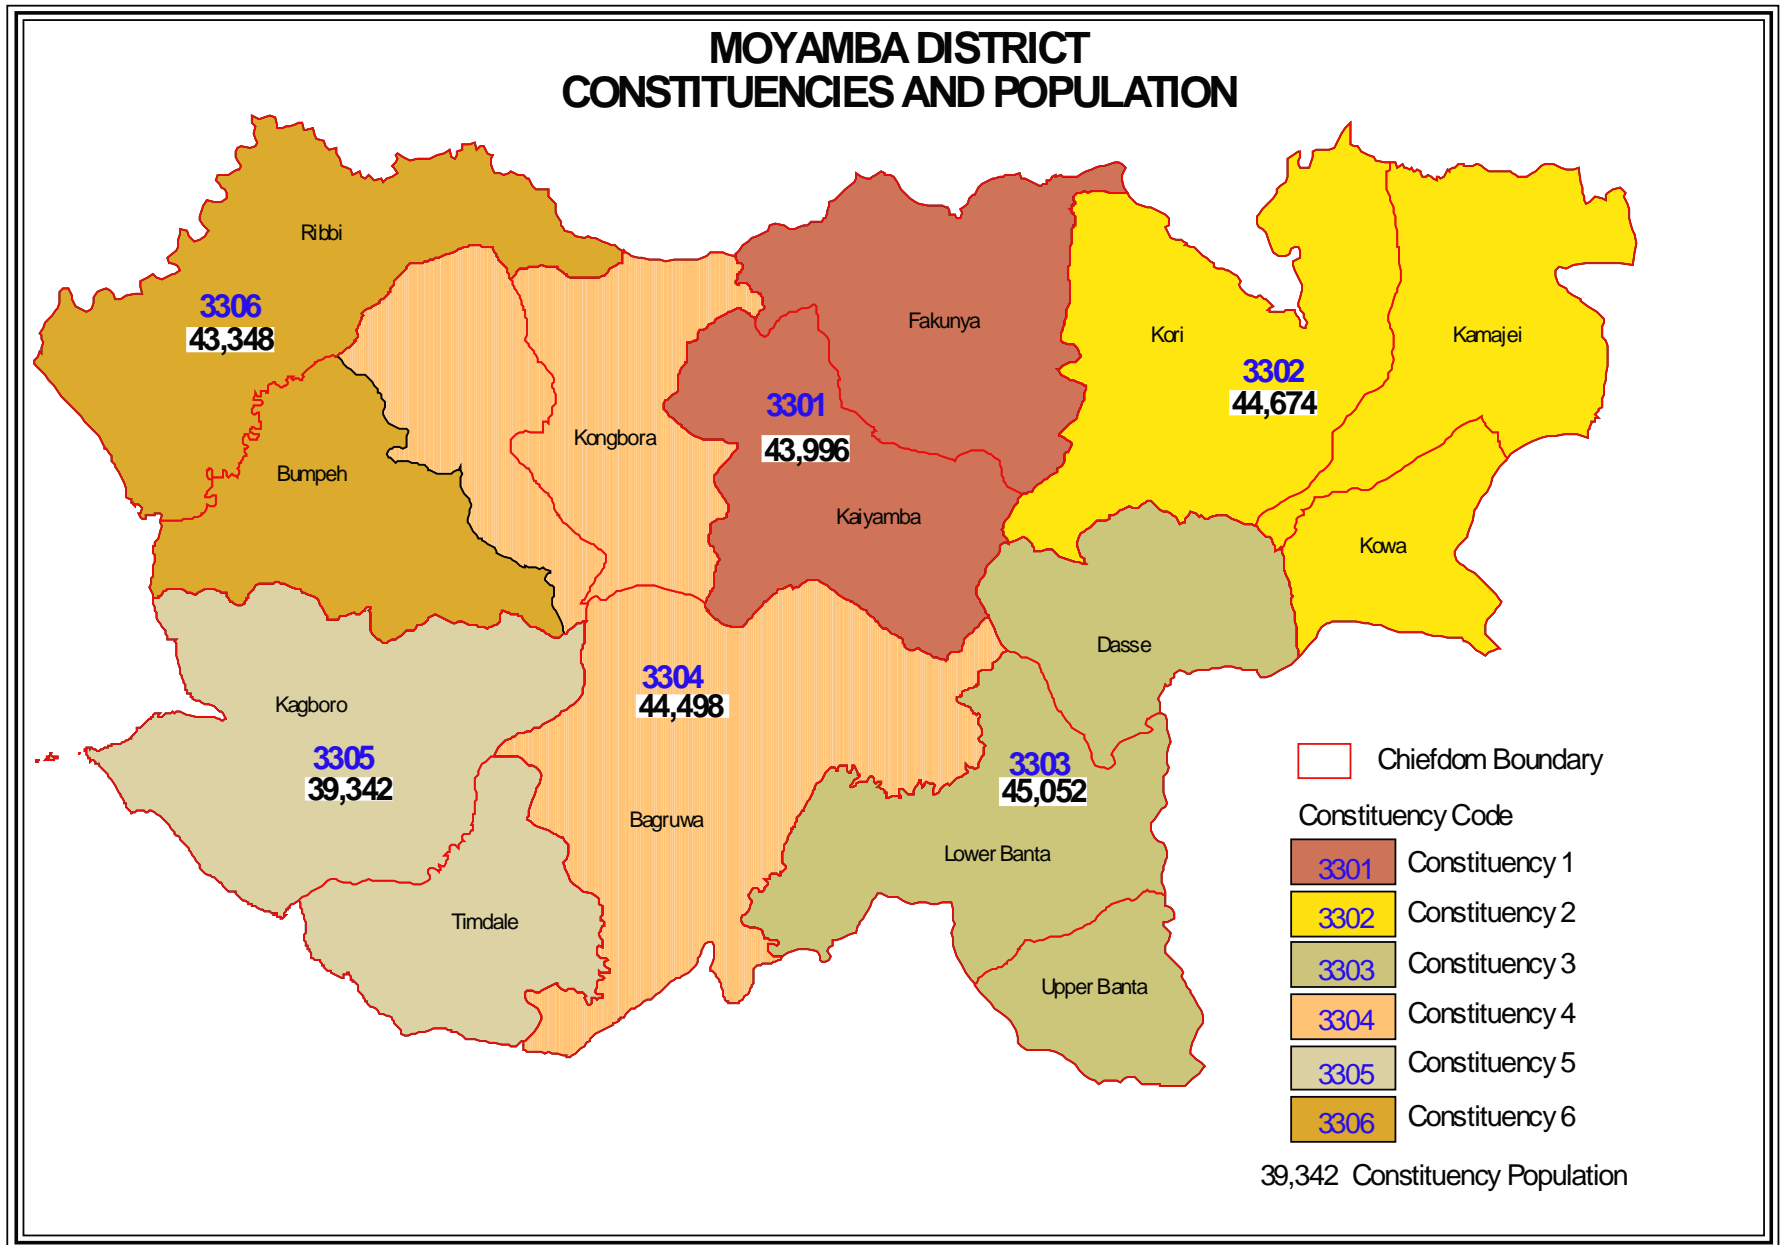 MOYAMBA DISTRICT
CONSTITUENCIES AND POPULATION
Ribbi
3306
43,348
Fakunya
Kori
Kamajei
3302
44,674
3301
43,996
Kongbora
Bumpeh
Kaiyamba
Kowa
Dasse
3304
44,498
Kagboro
3305
39,342
3303
45,052
Bagruwa
Lower Banta
Timdale
Upper Banta
Chiefdom Boundary
Constituency Code
3301 Constituency 1
3302 Constituency 2
3303 Constituency 3
3304 Constituency 4
3305 Constituency 5
3306 Constituency 6
39,342 Constituency Population